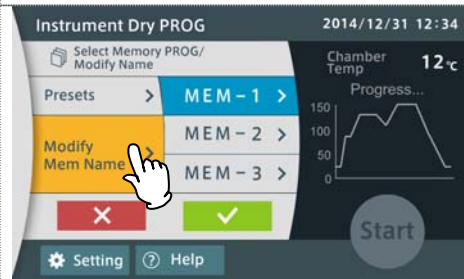 Instrument Dry PROG
2014/12/31 12:34
Select Memory PROG/
Modify Name
Presets >
MEM-1 >
MEM-2 >
MEM-3 >
Modify
Mem Name >
Setting
? Help
Chamber
Temp
12℃
Progress...
150
100
50
0
Start